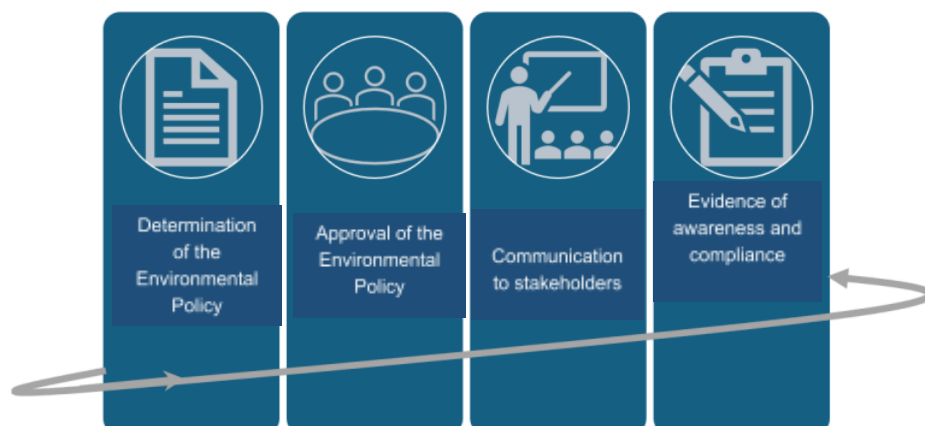 Determination
of the
Environmental
Policy
Approval of the
Environmental
Policy
Communication
to stakeholders
Evidence of
awareness and
compliance